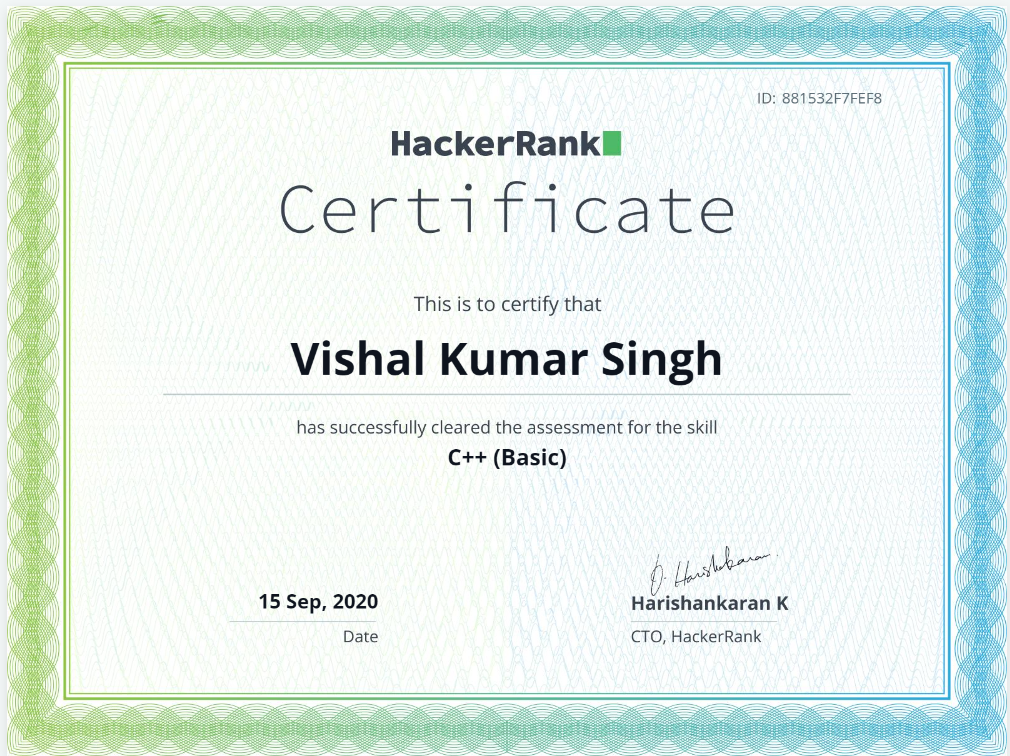 ID: 881532F7FEF8
HackerRank
Certificate
This is to certify that
Vishal Kumar Singh
has successfully cleared the assessment for the skill
C++ (Basic)
15 Sep, 2020
Date
Harishankaran K
CTO, HackerRank